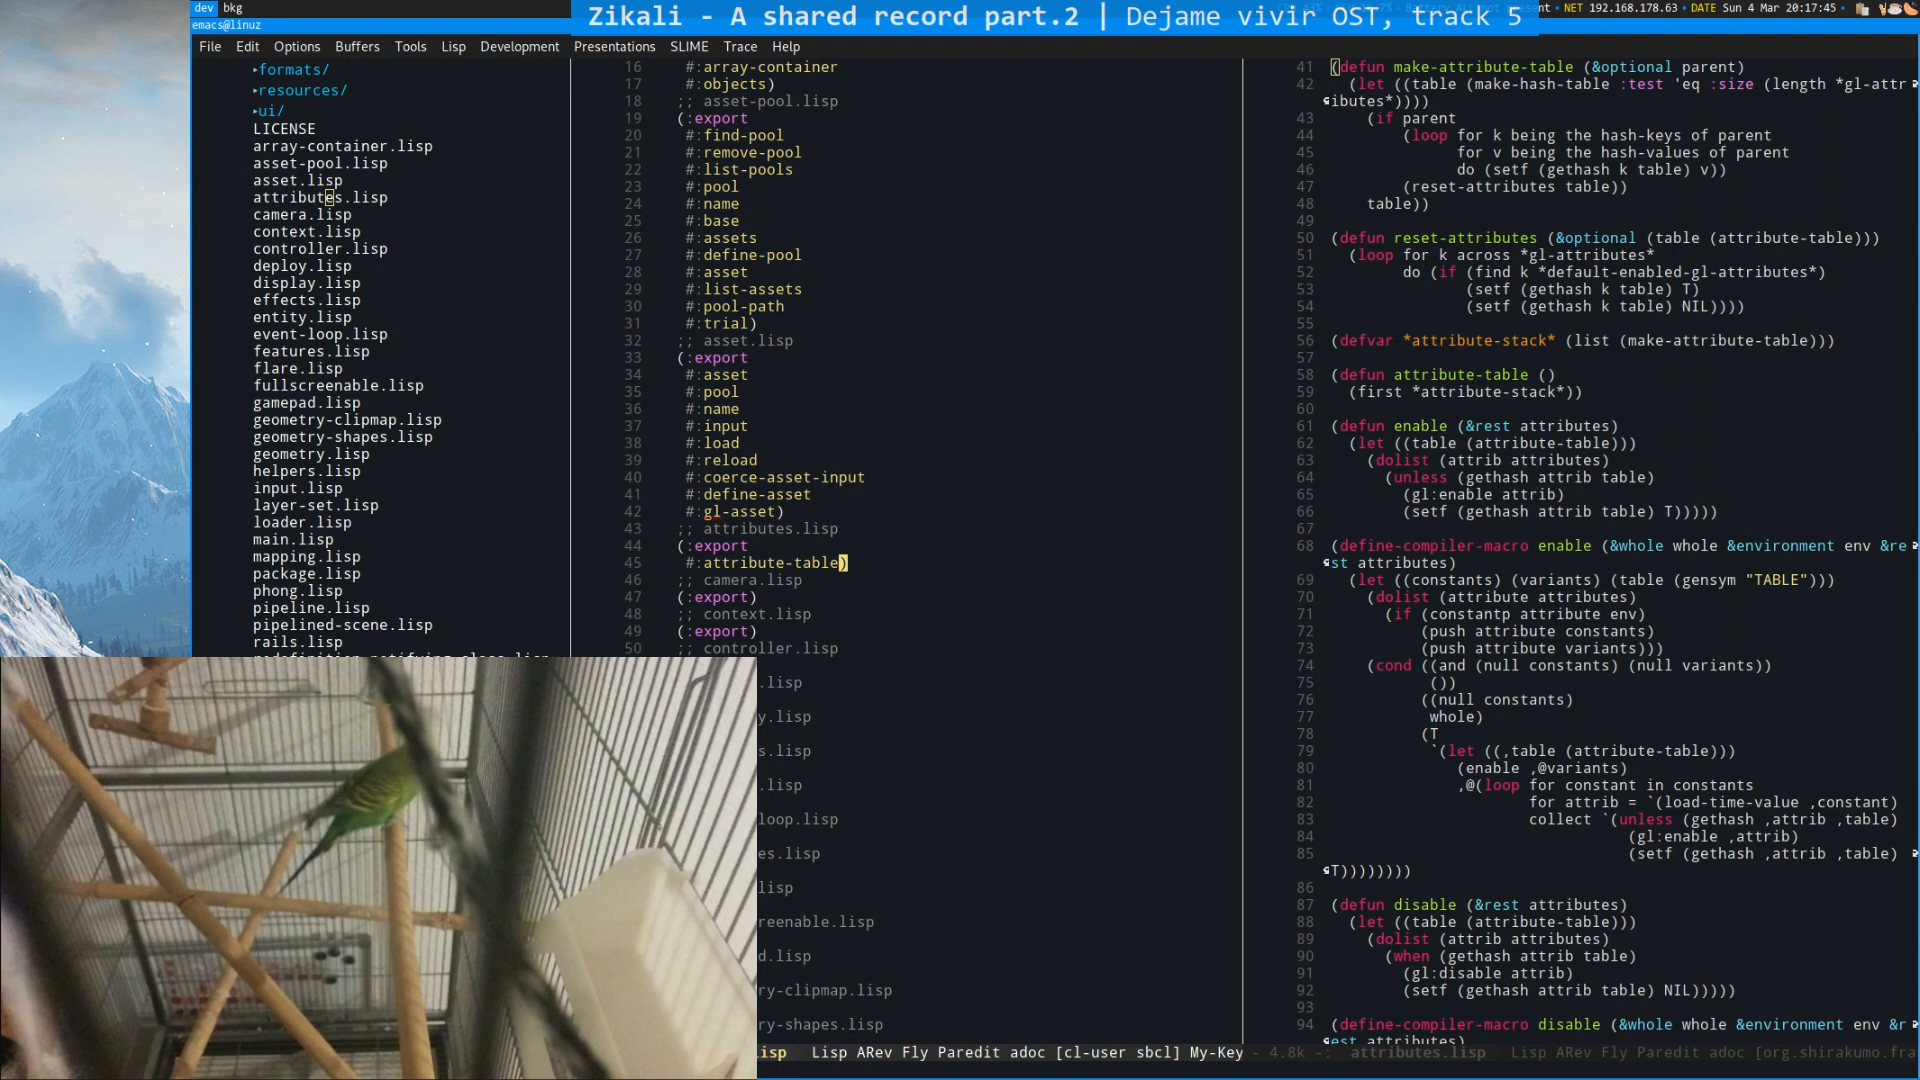 dev bkg
Zikali - A shared record part.2 | Dejame vivir OST, track 5
NET 192.168.178.63 • DATE Sun 4 Mar 20:17:45
emacs@linuz
File Edit Options Buffers Tools Lisp Development Presentations SLIME Trace Help
▸formats/
▸resources/
▸ui/
LICENSE
array-container.lisp
asset-pool.lisp
asset.lisp
attributes.lisp
camera.lisp
context.lisp
controller.lisp
deploy.lisp
display.lisp
effects.lisp
entity.lisp
event-loop.lisp
features.lisp
flare.lisp
fullscreenable.lisp
gamepad.lisp
geometry-clipmap.lisp
geometry-shapes.lisp
geometry.lisp
helpers.lisp
input.lisp
layer-set.lisp
loader.lisp
main.lisp
mapping.lisp
package.lisp
phong.lisp
pipeline.lisp
pipelined-scene.lisp
rails.lisp
16 #:array-container
17 #:objects)
18 ;; asset-pool.lisp
19 (:export
20 #:find-pool
21 #:remove-pool
22 #:list-pools
23 #:pool
24 #:name
25 #:base
26 #:assets
27 #:define-pool
28 #:asset
29 #:list-assets
30 #:pool-path
31 #:trial)
32 ;; asset.lisp
33 (:export
34 #:asset
35 #:pool
36 #:name
37 #:input
38 #:load
39 #:reload
40 #:coerce-asset-input
41 #:define-asset
42 #:gl-asset)
43 ;; attributes.lisp
44 (:export
45 #:attribute-table)
46 ;; camera.lisp
47 (:export)
48 ;; context.lisp
49 (:export)
50 ;; controller.lisp
.lisp
y.lisp
s.lisp
.lisp
loop.lisp
es.lisp
lisp
reenable.lisp
d.lisp
ry-clipmap.lisp
ry-shapes.lisp
lisp Lisp ARev Fly Paredit adoc [cl-user sbcl] My-Key
41 (defun make-attribute-table (&optional parent)
42 (let ((table (make-hash-table :test 'eq :size (length *gl-attr
ibutes*))))
43 (if parent
44 (loop for k being the hash-keys of parent
45 for v being the hash-values of parent
46 do (setf (gethash k table) v))
47 (reset-attributes table))
48 table))
49
50 (defun reset-attributes (&optional (table (attribute-table)))
51 (loop for k across *gl-attributes*
52 do (if (find k *default-enabled-gl-attributes*)
53 (setf (gethash k table) T)
54 (setf (gethash k table) NIL))))
55
56 (defvar *attribute-stack* (list (make-attribute-table)))
57
58 (defun attribute-table ()
59 (first *attribute-stack*))
60
61 (defun enable (&rest attributes)
62 (let ((table (attribute-table)))
63 (dolist (attrib attributes)
64 (unless (gethash attrib table)
65 (gl:enable attrib)
66 (setf (gethash attrib table) T)))))
67
68 (define-compiler-macro enable (&whole whole &environment env &re
st attributes)
69 (let ((constants) (variants) (table (gensym "TABLE")))
70 (dolist (attribute attributes)
71 (if (constantp attribute env)
72 (push attribute constants)
73 (push attribute variants)))
74 (cond ((and (null constants) (null variants))
75 ())
76 ((null constants)
77 whole)
78 (T
79 `(let ((,table (attribute-table)))
80 (enable ,@variants)
81 ,@(loop for constant in constants
82 for attrib = `(load-time-value ,constant)
83 collect `(unless (gethash ,attrib ,table)
84 (gl:enable ,attrib)
85 (setf (gethash ,attrib ,table)
T))))))))
86
87 (defun disable (&rest attributes)
88 (let ((table (attribute-table)))
89 (dolist (attrib attributes)
90 (when (gethash attrib table)
91 (gl:disable attrib)
92 (setf (gethash attrib table) NIL)))))
93
94 (define-compiler-macro disable (&whole whole &environment env &r
est attributes)
- 4.8k -: attributes.lisp Lisp ARev Fly Paredit adoc [org.shirakumo.fra